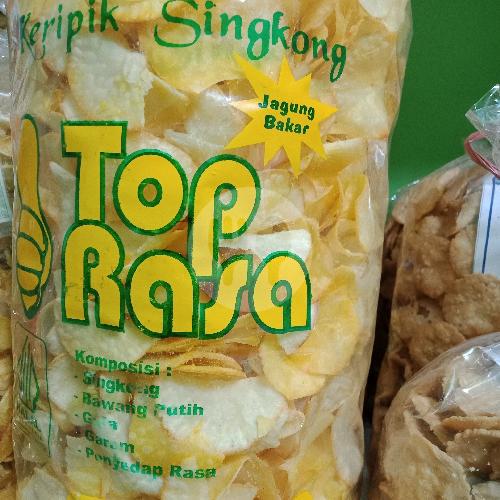 Keripik Singkong
Jagung
Bakar
Top
Rasa
Komposisi :
- Singkong
- Bawang Putih
- Gula
- Garam
- Penyedap Rasa